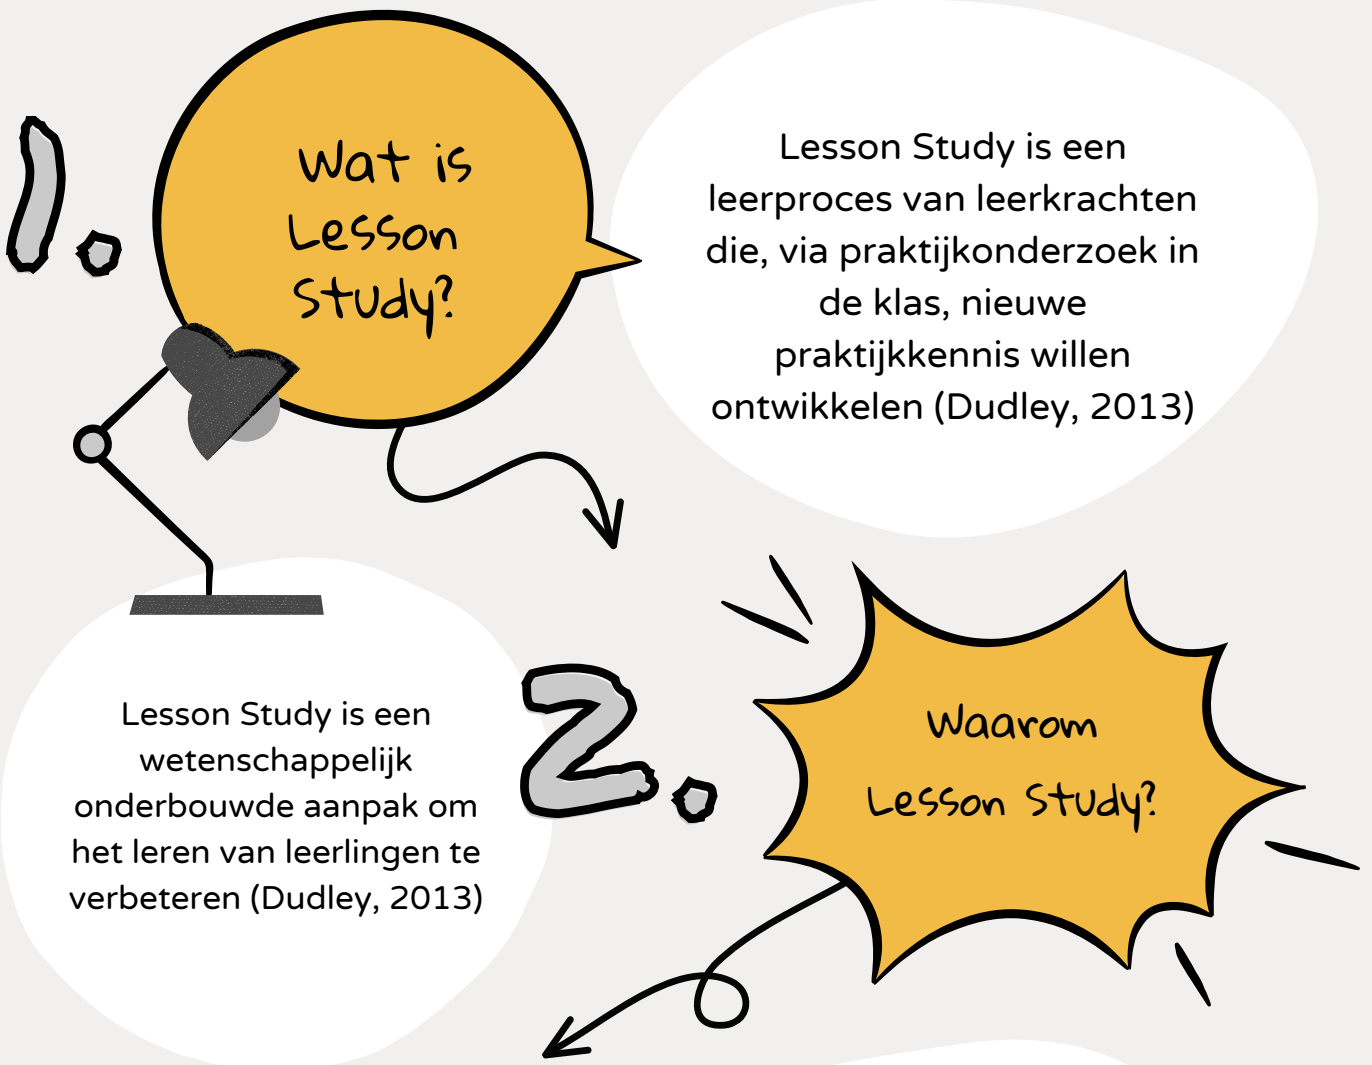 1.
Wat is
Lesson
Study?
Lesson Study is een
leerproces van leerkrachten
die, via praktijkonderzoek in
de klas, nieuwe
praktijkkennis willen
ontwikkelen (Dudley, 2013)
2.
Waarom
Lesson Study?
Lesson Study is een
wetenschappelijk
onderbouwde aanpak om
het leren van leerlingen te
verbeteren (Dudley, 2013)